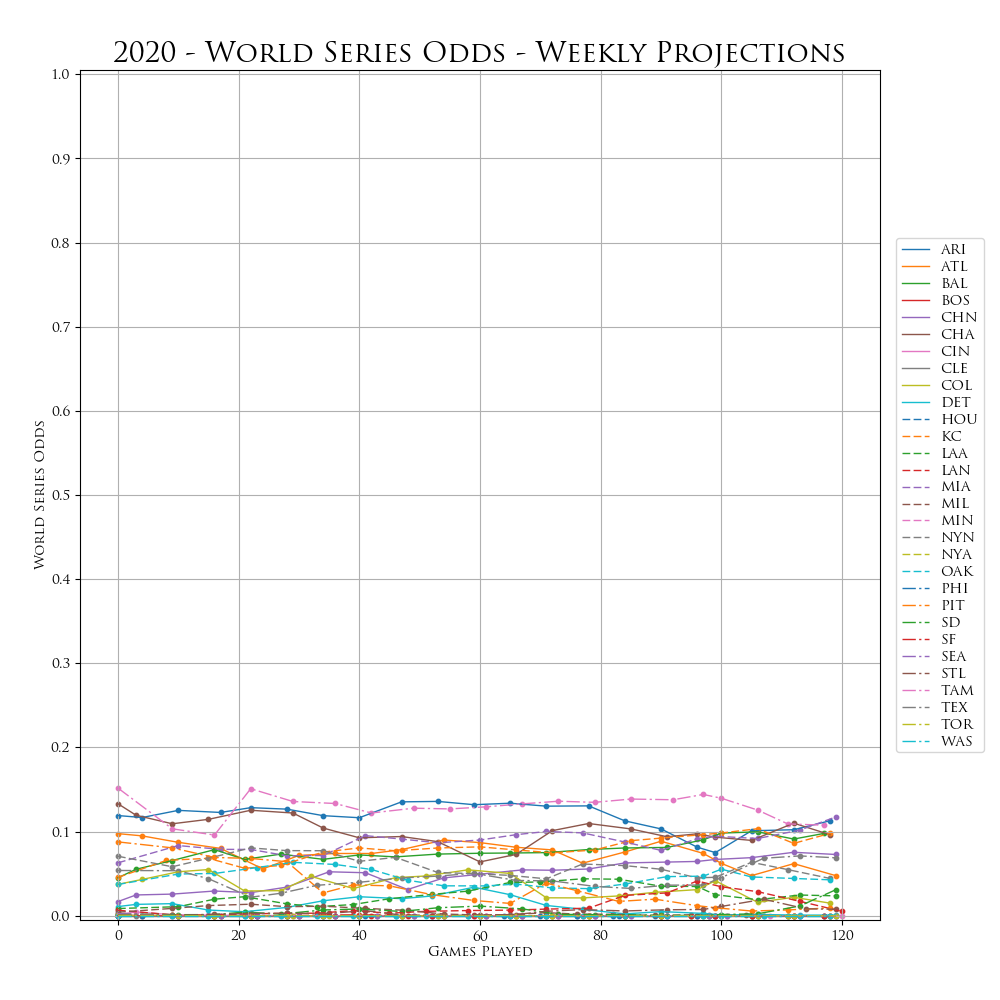 2020 - World Series Odds - Weekly Projections
1.0
0.9
0.8
0.7
0.6
0.5
0.4
0.3
0.2
0.1
0.0
World Series Odds
0 20 40 60 80 100 120
Games Played
ARI
ATL
BAL
BOS
CHN
CHA
CIN
CLE
COL
DET
HOU
KC
LAA
LAN
MIA
MIL
MIN
NYN
NYA
OAK
PHI
PIT
SD
SF
SEA
STL
TAM
TEX
TOR
WAS